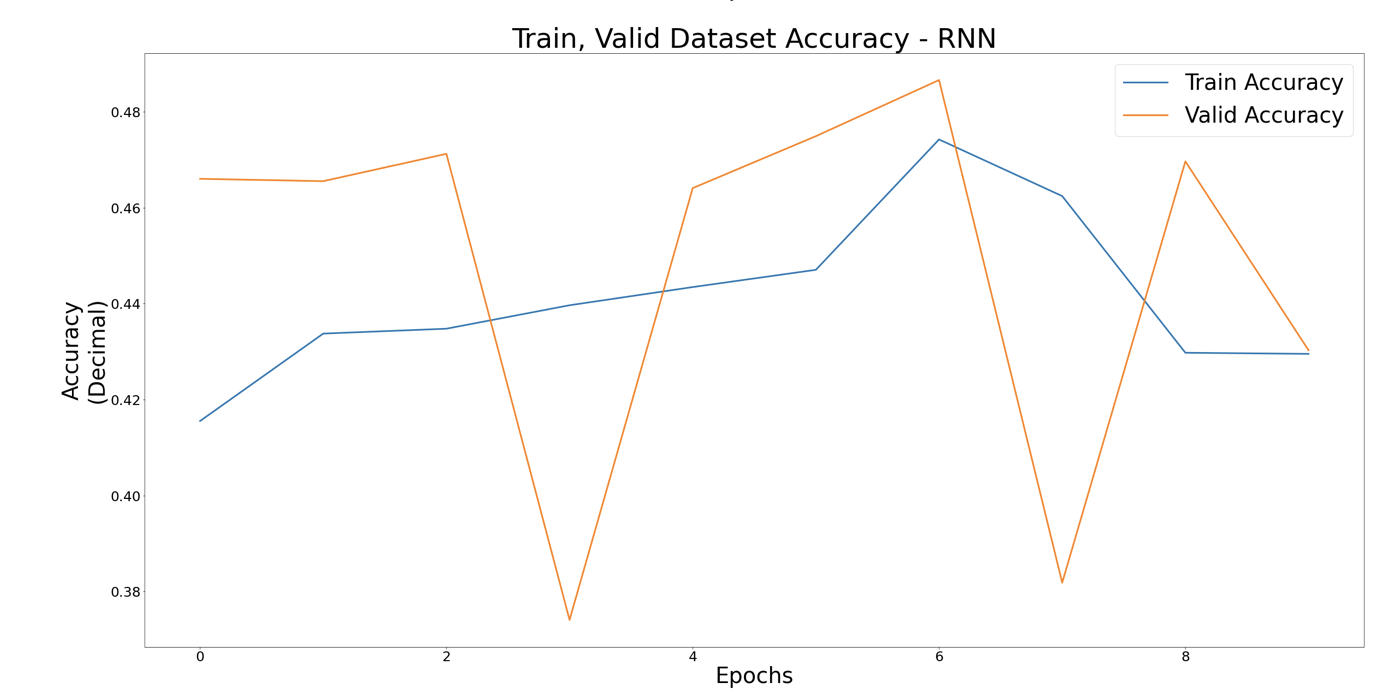 Train, Valid Dataset Accuracy - RNN
Train Accuracy
Valid Accuracy
Accuracy
(Decimal)
0.48
0.46
0.44
0.42
0.40
0.38
0
2
4
6
8
Epochs